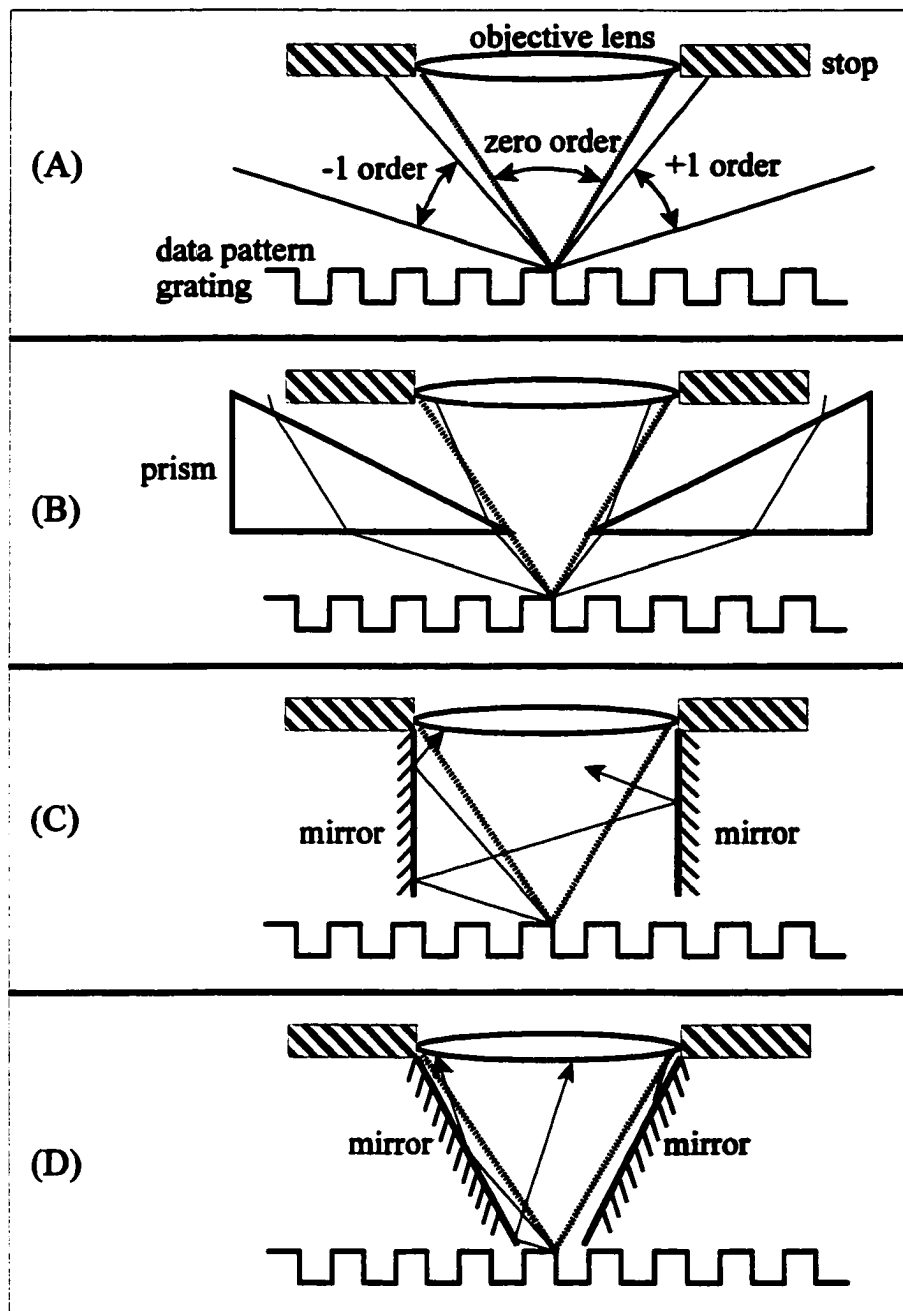 objective lens
stop
(A)
zero order
-1 order
+1 order
data pattern
grating
prism
(B)
(C)
mirror
mirror
(D)
mirror
mirror